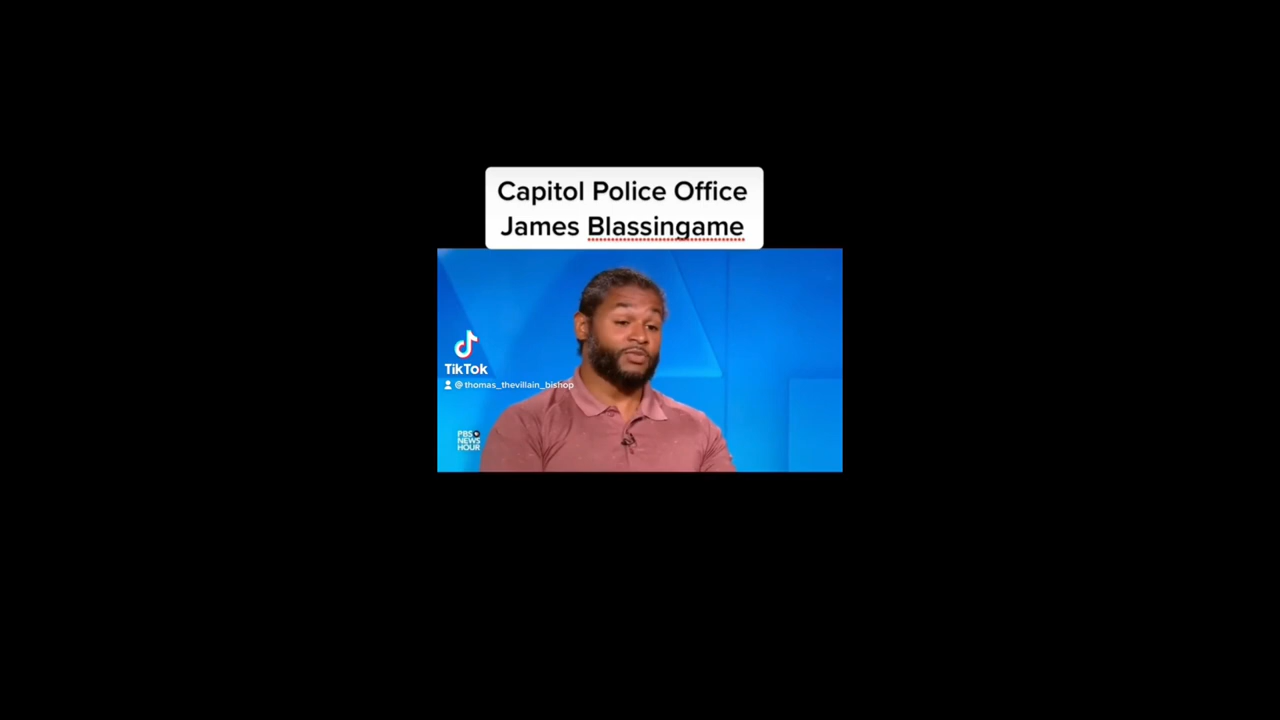 Capitol Police Office
James Blassingame
TikTok
@thomas_thevillain_bishop
PBS
NEWS
HOUR